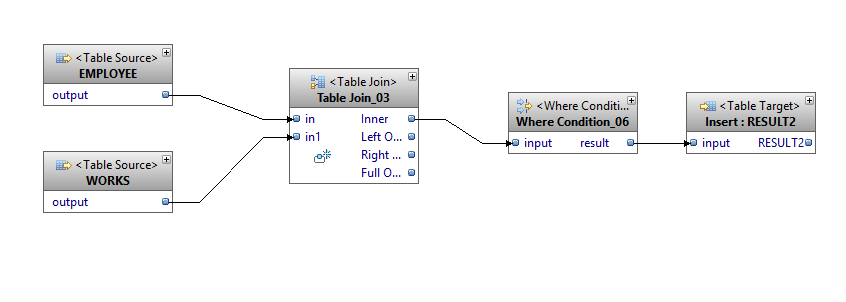 <Table Source>
EMPLOYEE
output
<Table Source>
WORKS
output
<Table Join>
Table Join_03
in Inner
in1 Left O...
Right ...
Full O...
<Where Conditi...
Where Condition_06
input result
<Table Target>
Insert : RESULT2
input RESULT2